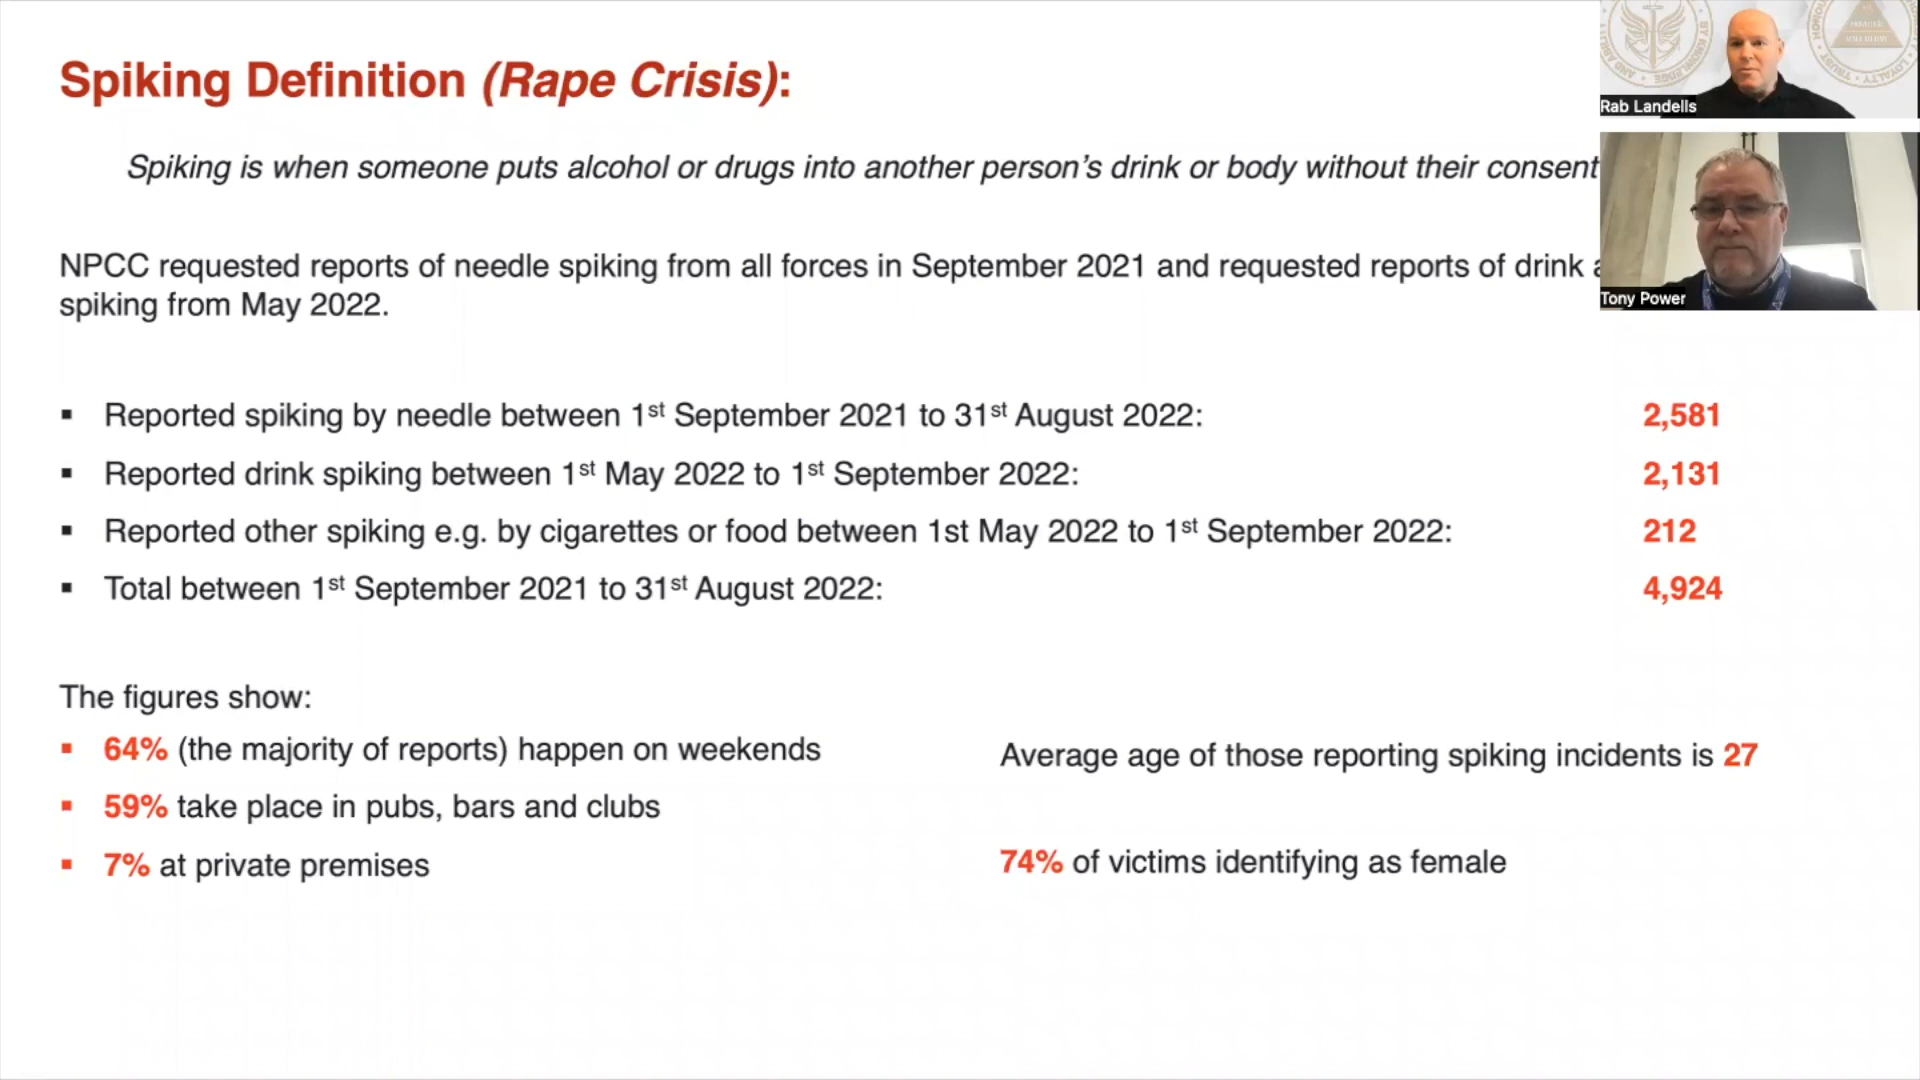 Spiking Definition (Rape Crisis):
Spiking is when someone puts alcohol or drugs into another person's drink or body without their consent
NPCC requested reports of needle spiking from all forces in September 2021 and requested reports of drink
spiking from May 2022.
▪ Reported spiking by needle between 1st September 2021 to 31st August 2022: 2,581
▪ Reported drink spiking between 1st May 2022 to 1st September 2022: 2,131
▪ Reported other spiking e.g. by cigarettes or food between 1st May 2022 to 1st September 2022: 212
▪ Total between 1st September 2021 to 31st August 2022: 4,924
The figures show:
▪ 64% (the majority of reports) happen on weekends
▪ 59% take place in pubs, bars and clubs
▪ 7% at private premises
Average age of those reporting spiking incidents is 27
74% of victims identifying as female
Rab Landells
Tony Power